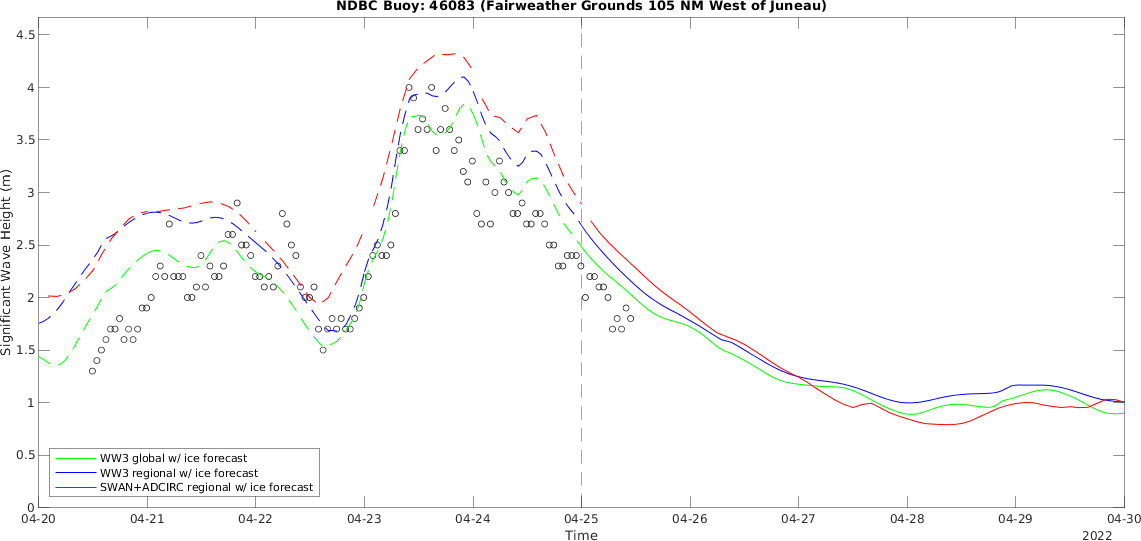 NDBC Buoy: 46083 (Fairweather Grounds 105 NM West of Juneau)
Significant Wave Height (m)
4.5
4
3.5
3
2.5
2
1.5
1
0.5
0
WW3 global w/ ice forecast
WW3 regional w/ ice forecast
SWAN+ADCIRC regional w/ ice forecast
04-20 04-21 04-22 04-23 04-24 04-25 04-26 04-27 04-28 04-29 04-30
Time
2022